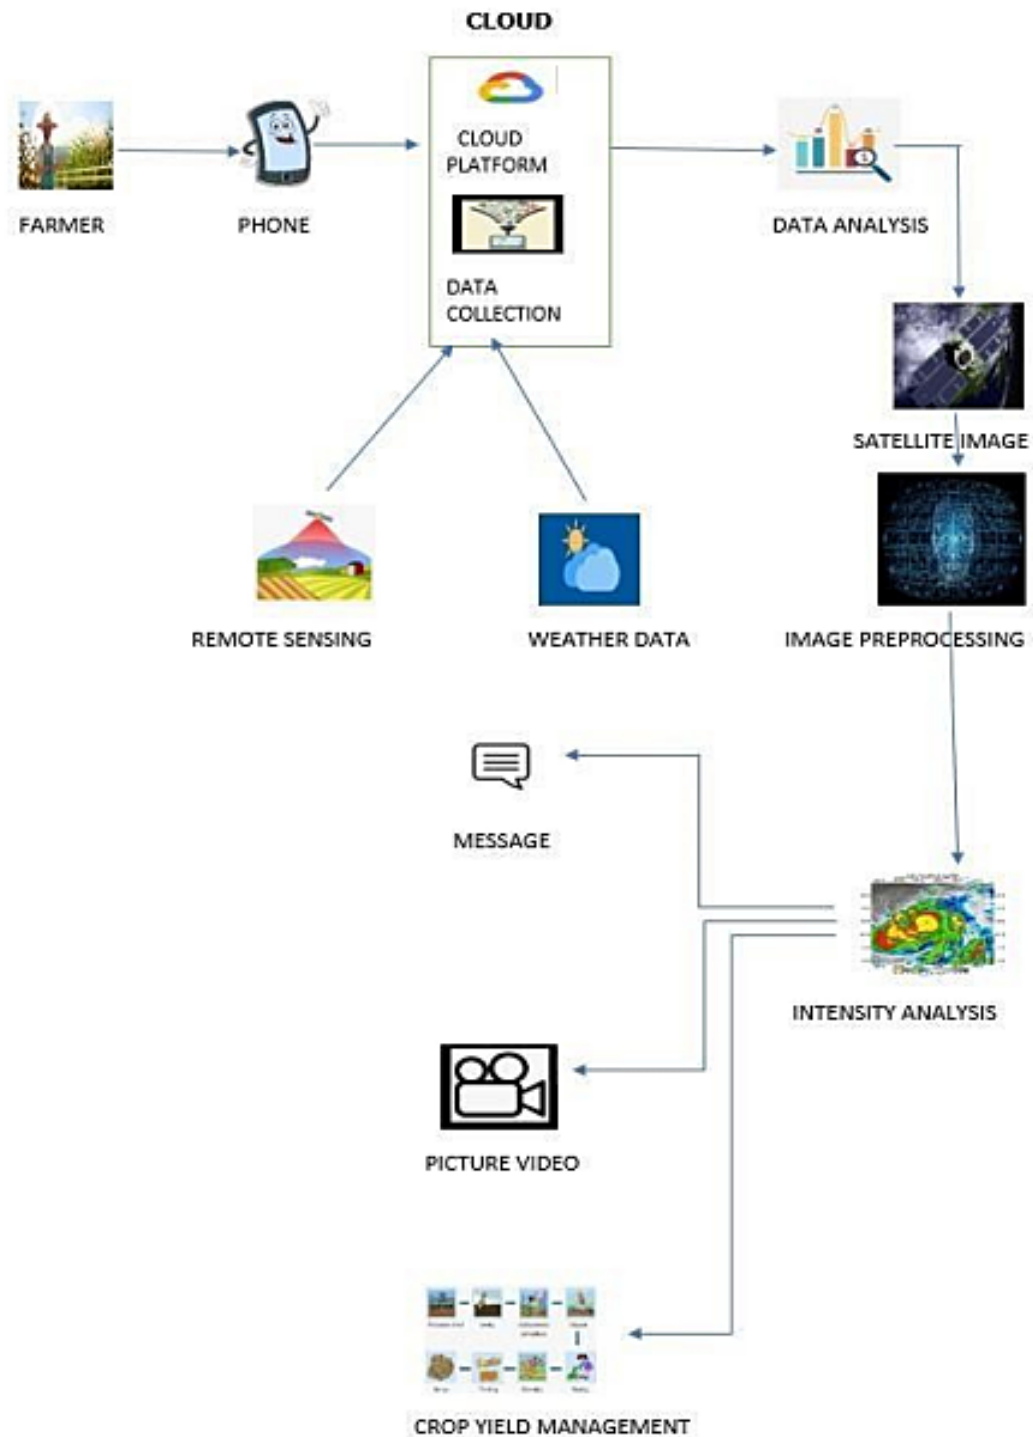 CLOUD
CLOUD
PLATFORM
FARMER
PHONE
DATA
COLLECTION
DATA ANALYSIS
SATELLITE IMAGE
REMOTE SENSING
WEATHER DATA
IMAGE PREPROCESSING
MESSAGE
INTENSITY ANALYSIS
PICTURE VIDEO
CROP YIELD MANAGEMENT